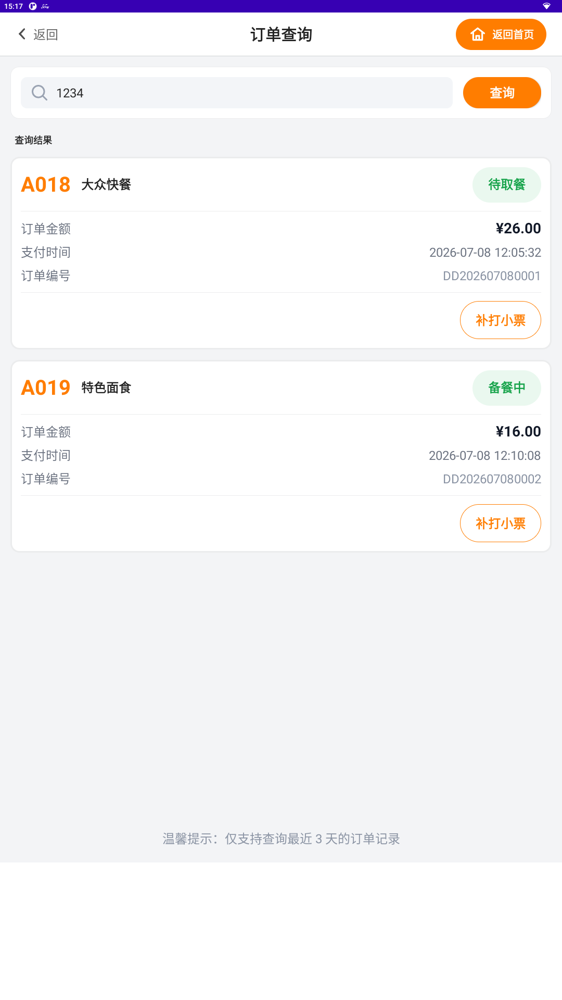 15:17
返回
订单查询
返回首页
1234
查询
查询结果
A018 大众快餐
待取餐
订单金额 ¥26.00
支付时间 2026-07-08 12:05:32
订单编号 DD202607080001
补打小票
A019 特色面食
备餐中
订单金额 ¥16.00
支付时间 2026-07-08 12:10:08
订单编号 DD202607080002
补打小票
温馨提示：仅支持查询最近 3 天的订单记录